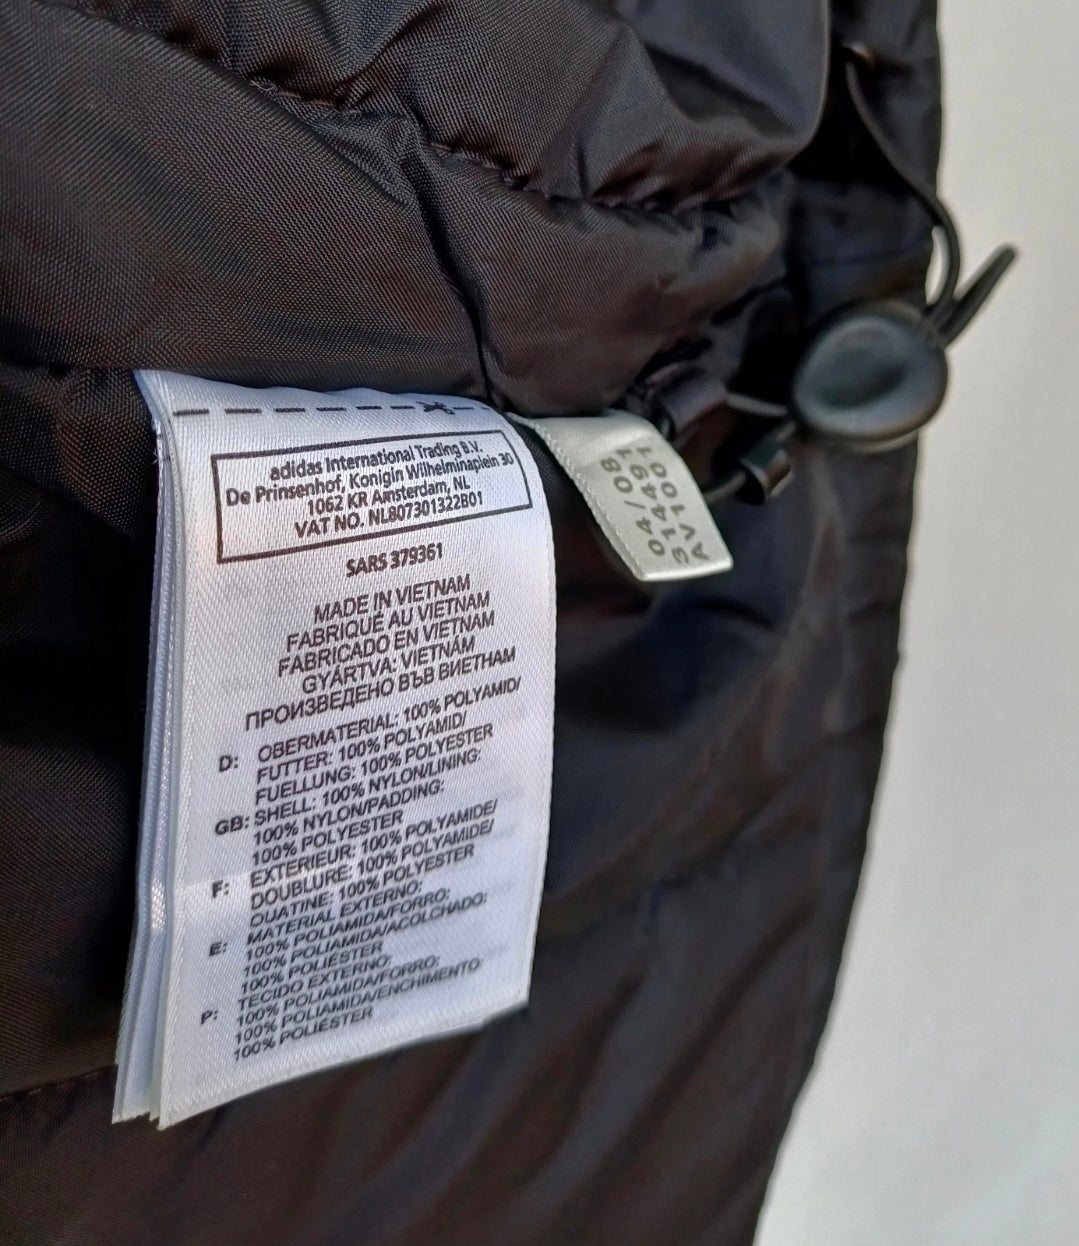 adidas International Trading B.V.
De Prinsenhof, Konigin Wilhelminaplein 30
1062 KR Amsterdam, NL
VAT NO. NL807301322B01
SARS 379361
MADE IN VIETNAM
FABRIQUÉ AU VIETNAM
FABRICADO EN VIETNAM
GYÁRTVA: VIETNÁM
ПРОИЗВЕДЕНО ВЪВ ВИЕТНАМ
D: OBERMATERIAL: 100% POLYAMID/
FUTTER: 100% POLYAMID/
FUELLUNG: 100% POLYESTER
GB: SHELL: 100% NYLON/LINING:
100% NYLON/PADDING:
100% POLYESTER
F: EXTERIEUR: 100% POLYAMIDE/
DOUBLURE: 100% POLYAMIDE/
OUATINE: 100% POLYESTER
E: MATERIAL EXTERNO:
100% POLIAMIDA/FORRO:
100% POLIAMIDA/ACOLCHADO:
100% POLIÉSTER
P: TECIDO EXTERNO:
100% POLIAMIDA/FORRO:
100% POLIAMIDA/ENCHIMENTO:
100% POLIESTER
04/08
314491
AV1001